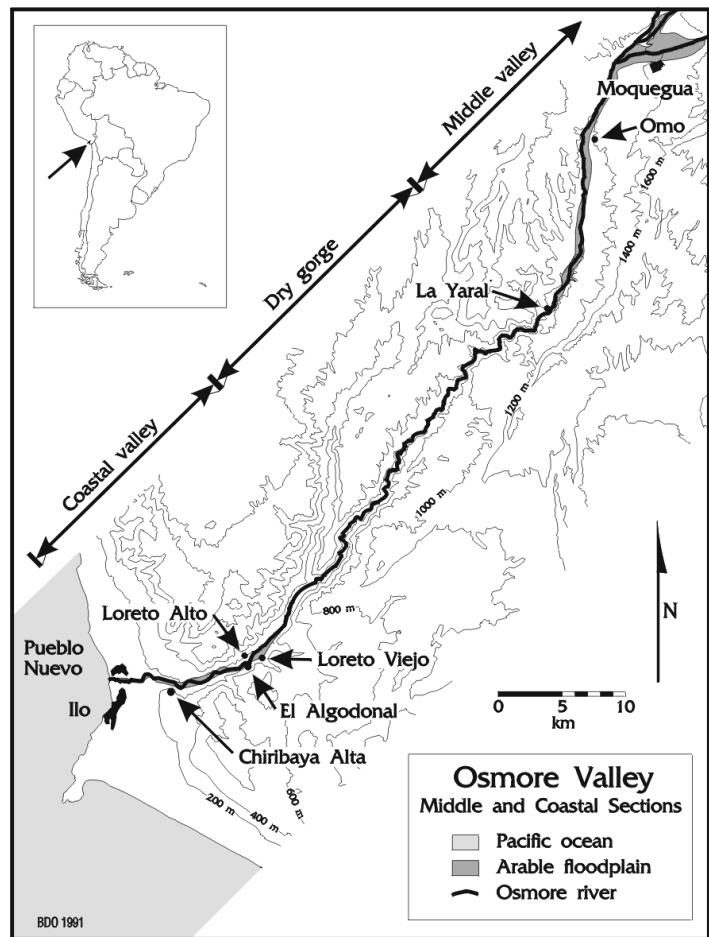 Middle valley
Dry gorge
Coastal valley
Moquegua
Omo
1600 m
1400 m
La Yaral
1200 m
1000 m
800 m
N
Loreto Alto
Pueblo
Nuevo
Loreto Viejo
El Algodonal
Ilo
Chiribaya Alta
0 5 10
km
200 m
400 m
600 m
Osmore Valley
Middle and Coastal Sections
Pacific ocean
Arable floodplain
Osmore river
BDO 1991